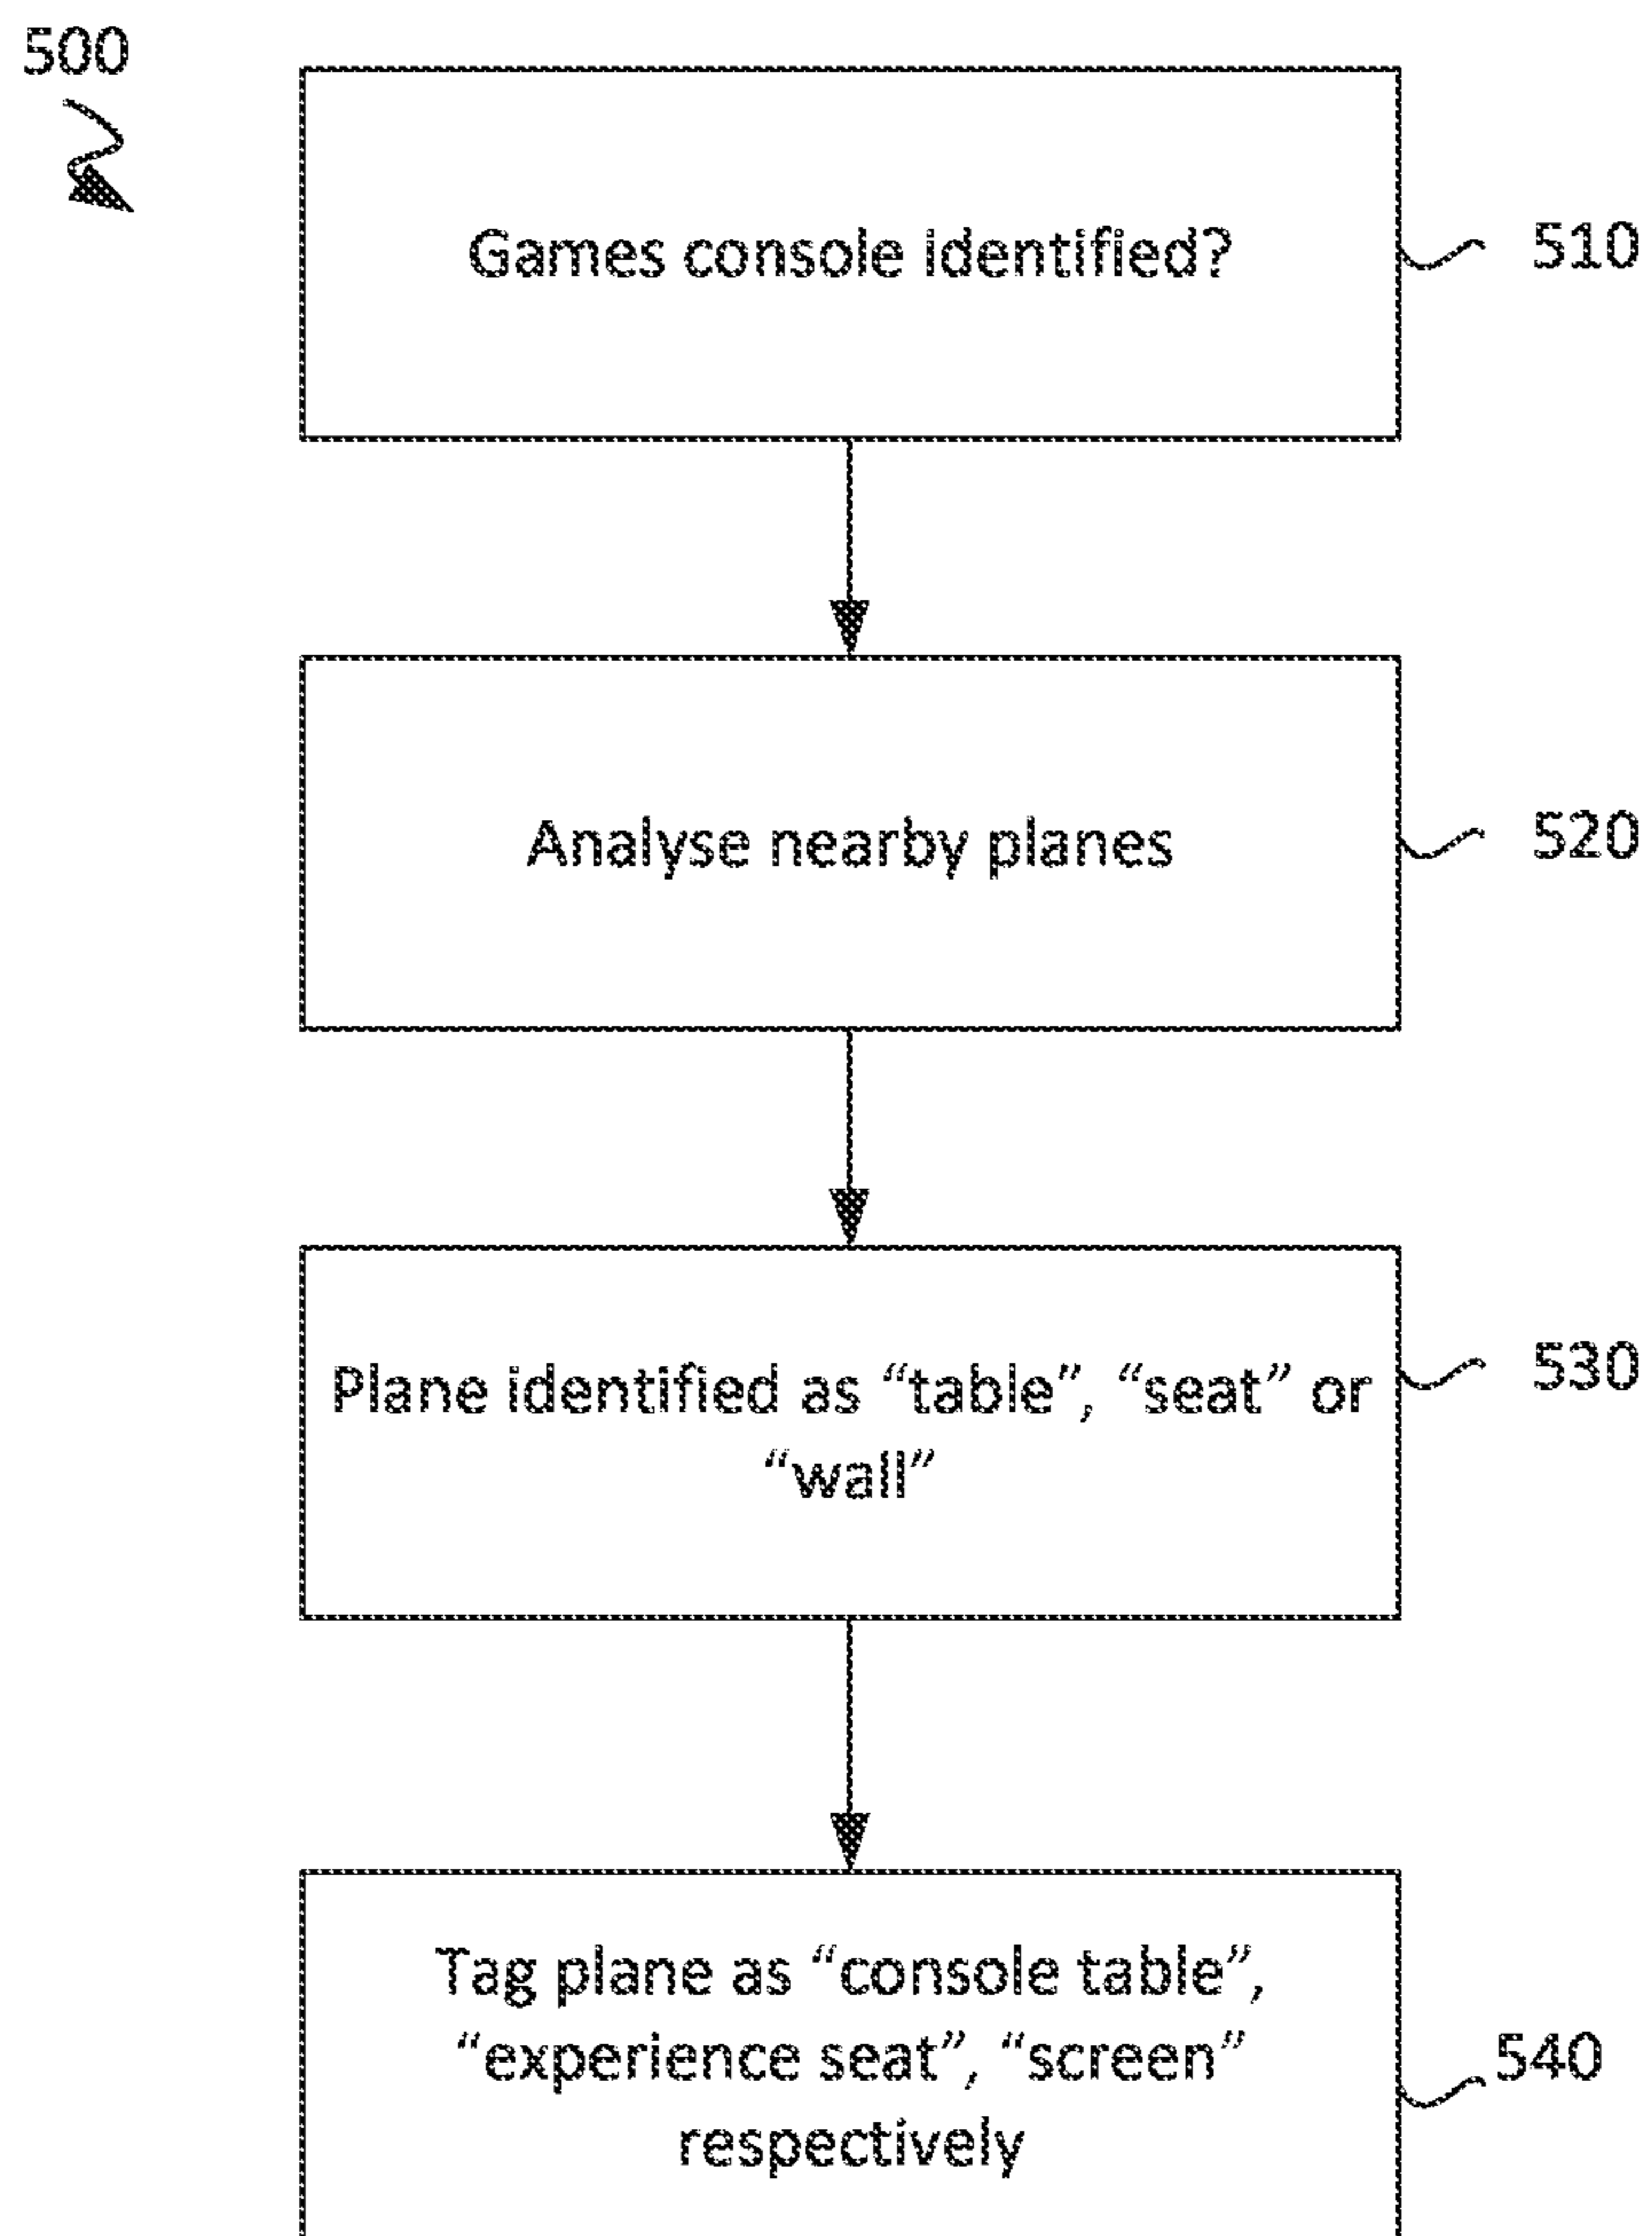 500
Games console identified?
510
Analyse nearby planes
520
Plane identified as “table”, “seat” or
“wall”
530
Tag plane as “console table”,
“experience seat”, “screen”
respectively
540